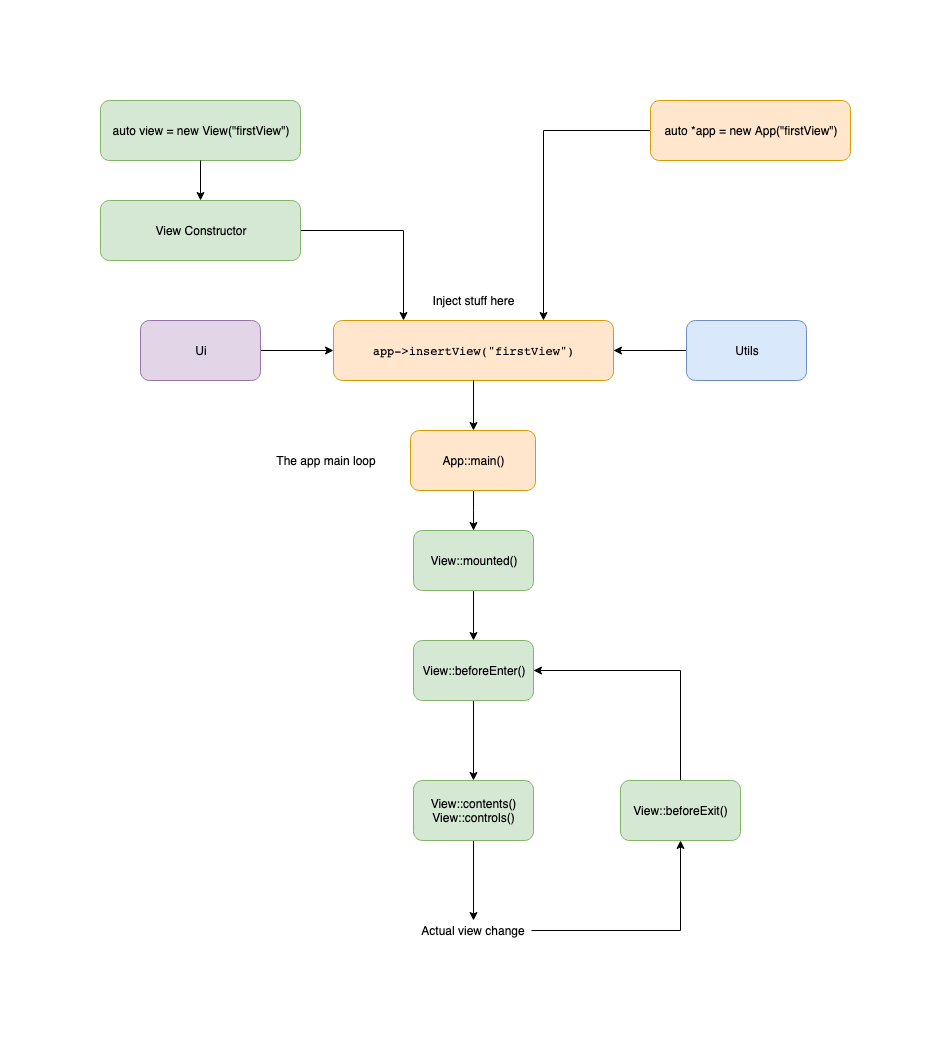 auto view = new View("firstView")
auto *app = new App("firstView")
View Constructor
Inject stuff here
Ui
app->insertView("firstView")
Utils
The app main loop
App::main()
View::mounted()
View::beforeEnter()
View::contents()
View::controls()
View::beforeExit()
Actual view change